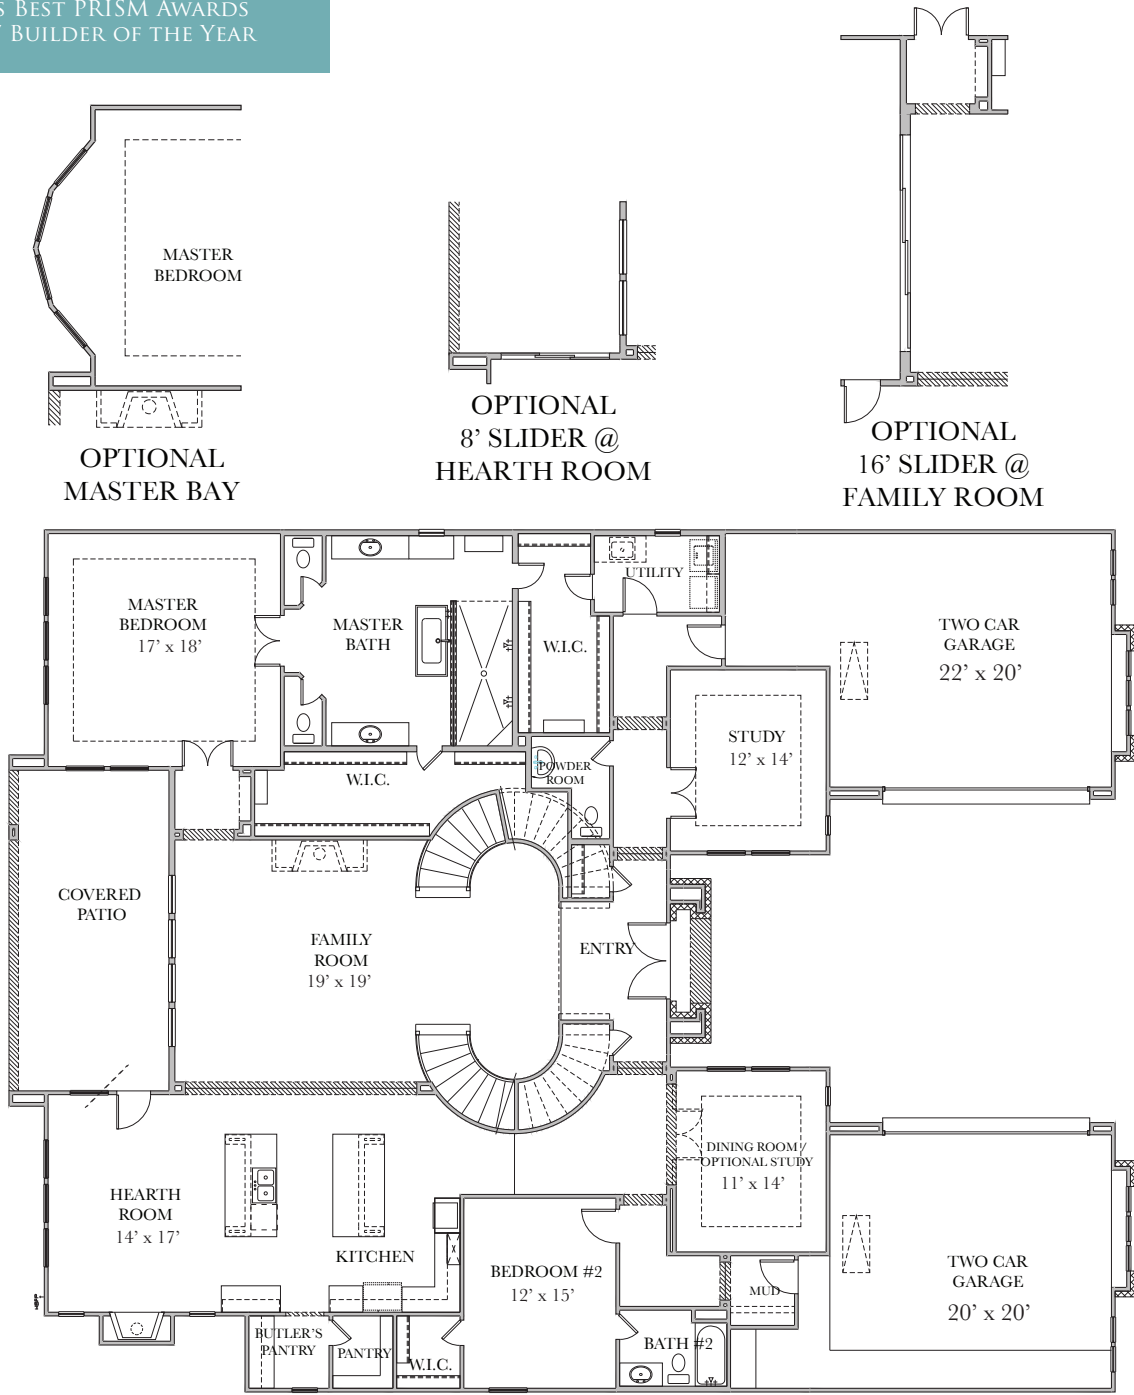 s Best PRISM Awards
Builder of the Year
MASTER
BEDROOM
OPTIONAL
MASTER BAY
OPTIONAL
8’ SLIDER @
HEARTH ROOM
OPTIONAL
16’ SLIDER @
FAMILY ROOM
MASTER
BEDROOM
17’ x 18’
MASTER
BATH
W.I.C.
UTILITY
TWO CAR
GARAGE
22’ x 20’
STUDY
12’ x 14’
POWDER
ROOM
W.I.C.
COVERED
PATIO
FAMILY
ROOM
19’ x 19’
ENTRY
DINING ROOM /
OPTIONAL STUDY
11’ x 14’
HEARTH
ROOM
14’ x 17’
KITCHEN
BEDROOM #2
12’ x 15’
MUD
TWO CAR
GARAGE
20’ x 20’
BUTLER’S
PANTRY
PANTRY
W.I.C.
BATH #2